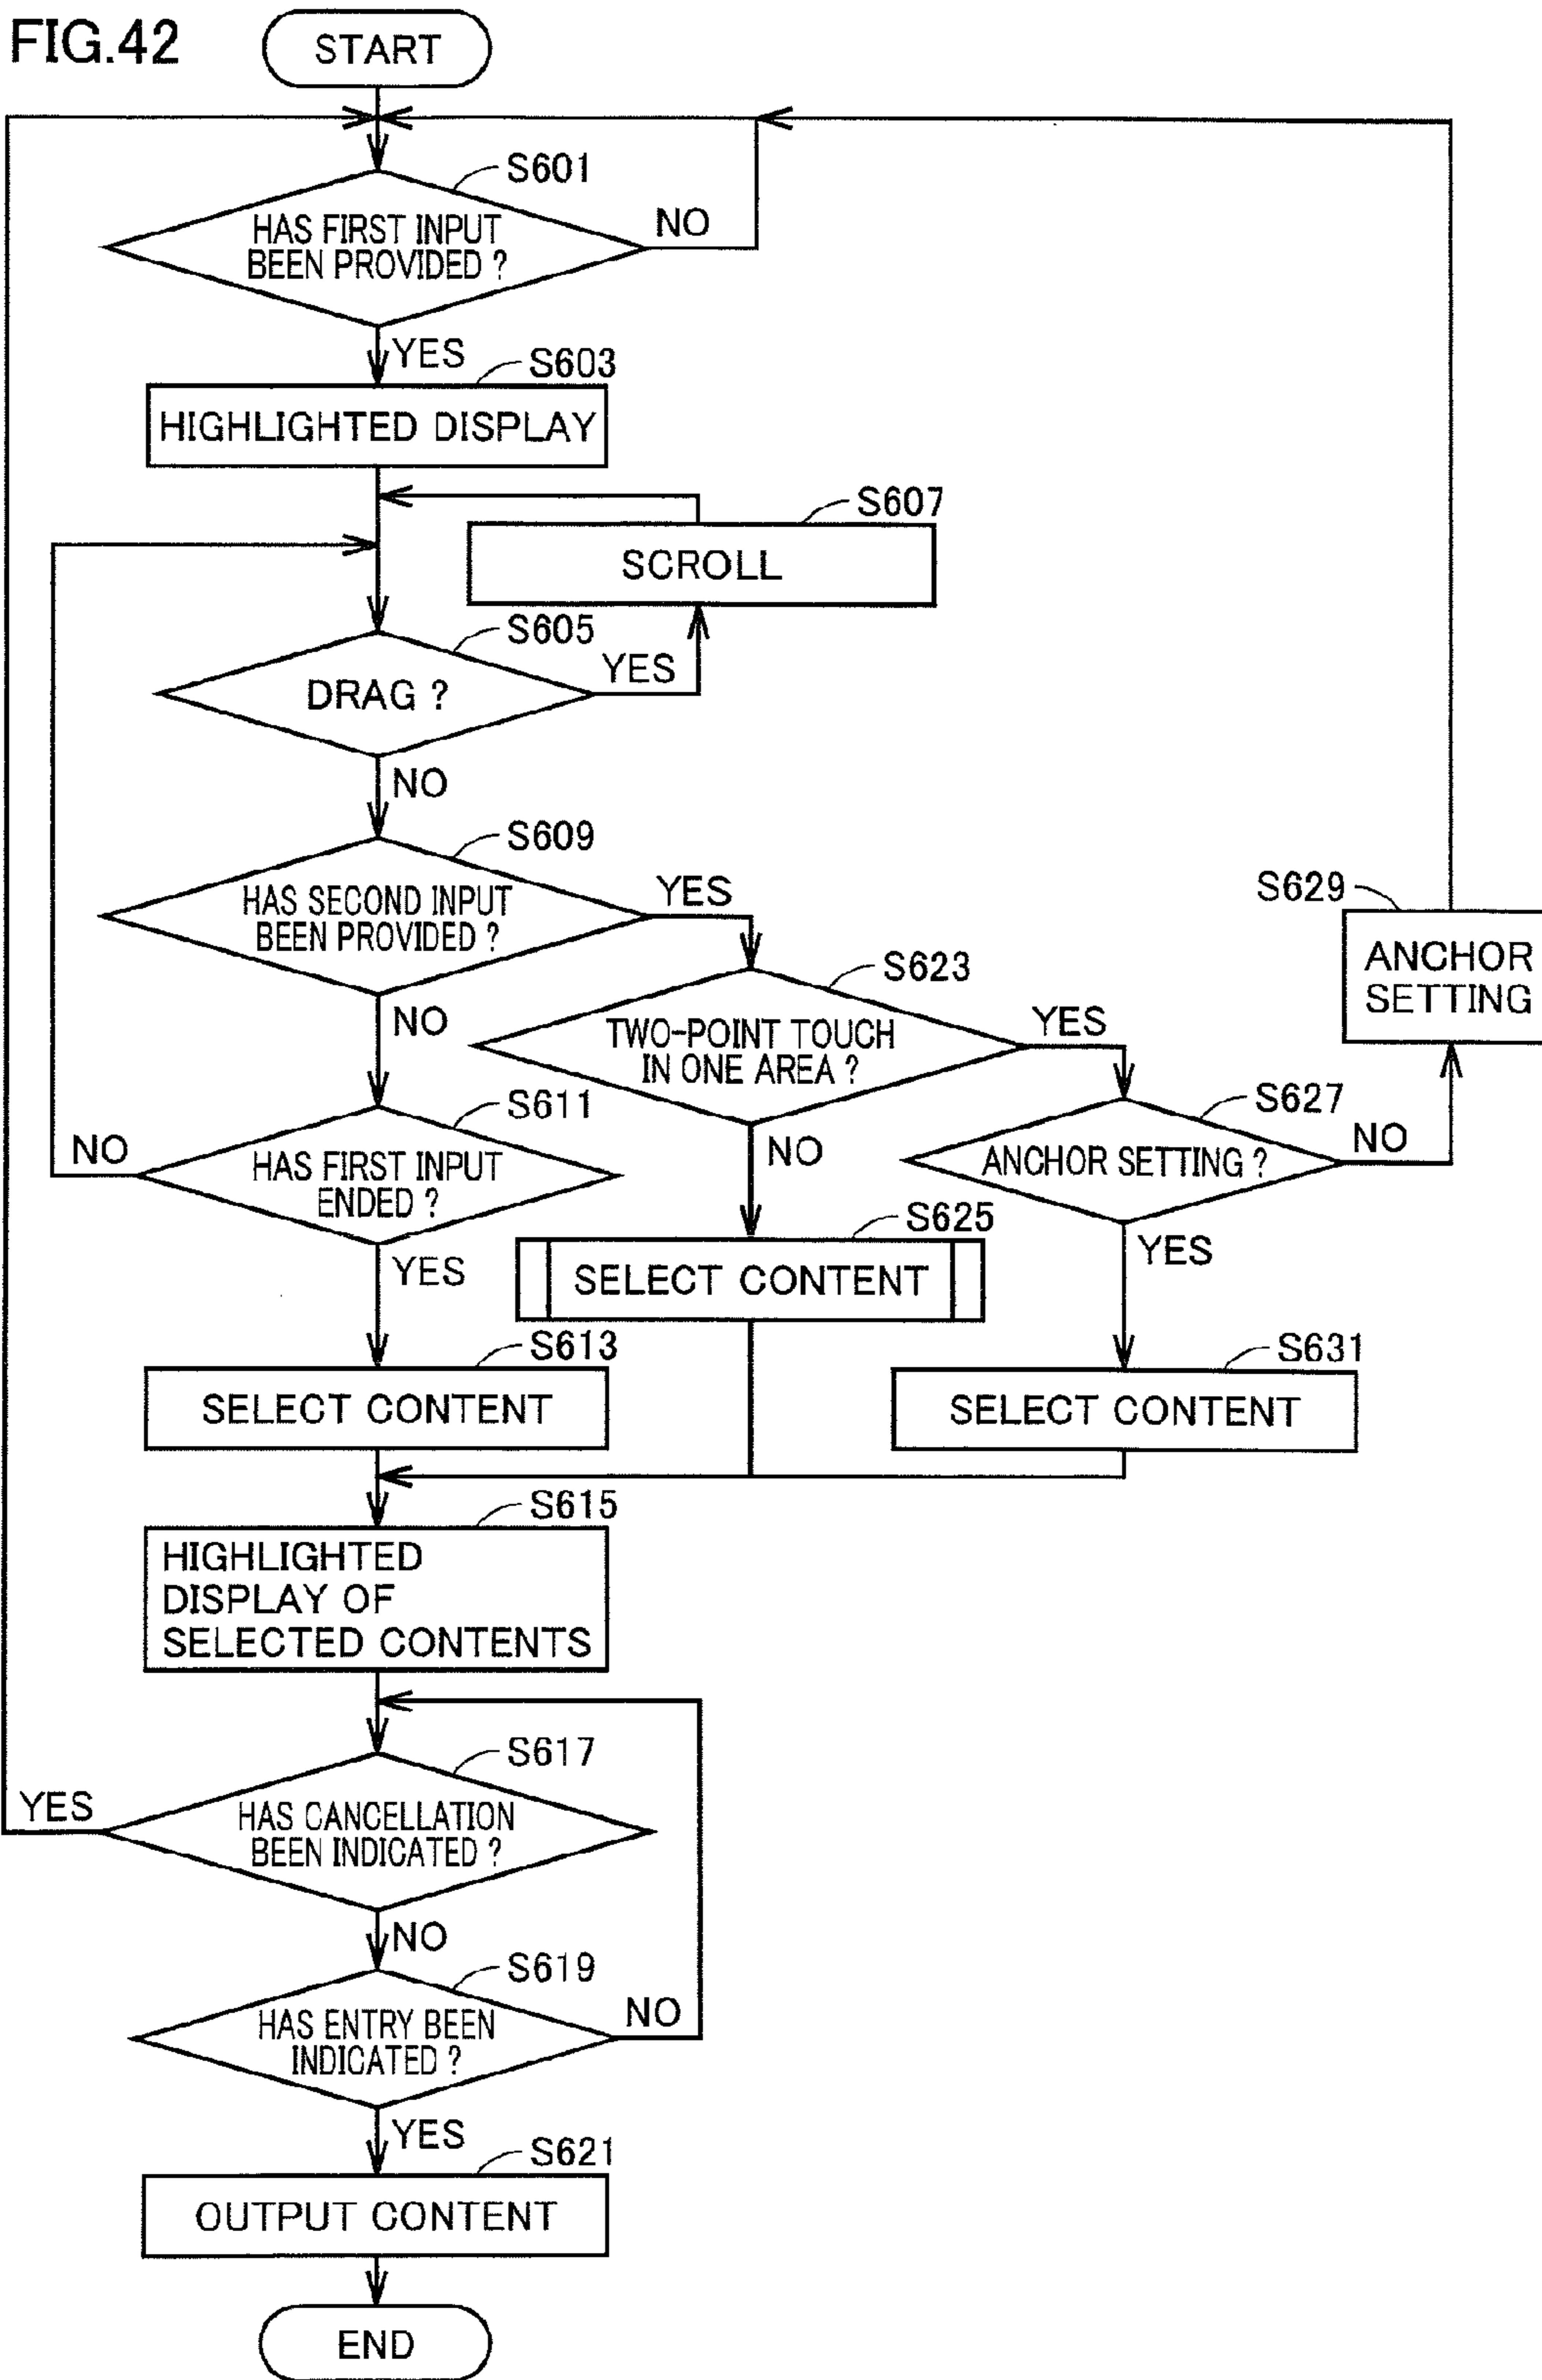 FIG.42
START
S601
HAS FIRST INPUT
BEEN PROVIDED ?
NO
YES
S603
HIGHLIGHTED DISPLAY
S607
SCROLL
S605
YES
DRAG ?
NO
S609
HAS SECOND INPUT
BEEN PROVIDED ?
YES
S629
ANCHOR
SETTING
S623
NO
TWO-POINT TOUCH
IN ONE AREA ?
YES
S611
S627
NO
HAS FIRST INPUT
ENDED ?
NO
ANCHOR SETTING ?
NO
S625
YES
YES
SELECT CONTENT
S613
SELECT CONTENT
S631
SELECT CONTENT
S615
HIGHLIGHTED
DISPLAY OF
SELECTED CONTENTS
S617
YES
HAS CANCELLATION
BEEN INDICATED ?
NO
S619
HAS ENTRY BEEN
INDICATED ?
NO
YES
S621
OUTPUT CONTENT
END